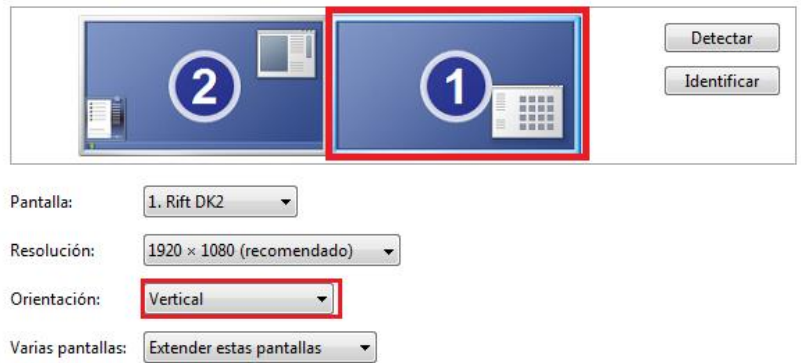 2
1
Detectar
Identificar
Pantalla: 1. Rift DK2
Resolución: 1920 × 1080 (recomendado)
Orientación: Vertical
Varias pantallas: Extender estas pantallas